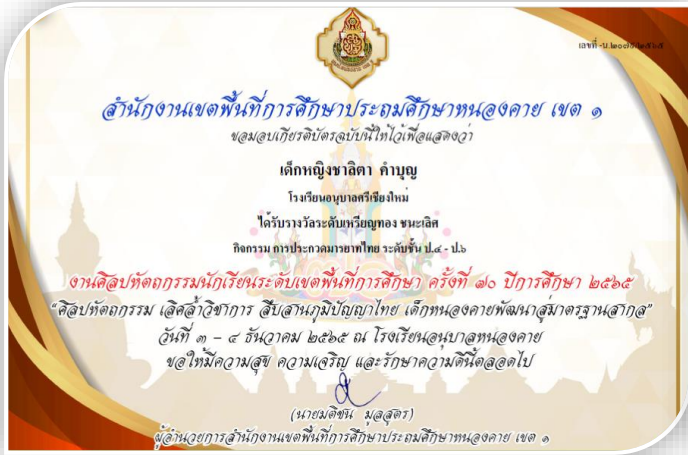 เลขที่ -น.๒๐๗๕/๒๕๖๕
สำนักงานเขตพื้นที่การศึกษาประถมศึกษาหนองคาย เขต ๑
ขอมอบเกียรติบัตรฉบับนี้ให้ไว้เพื่อแสดงว่า
เด็กหญิงชาลิตา คำบุญ
โรงเรียนอนุบาลศรีเชียงใหม่
ได้รับรางวัลระดับเหรียญทอง ชนะเลิศ
กิจกรรม การประกวดมารยาทไทย ระดับชั้น ป.๔ - ป.๖
งานศิลปหัตถกรรมนักเรียนระดับเขตพื้นที่การศึกษา ครั้งที่ ๗๐ ปีการศึกษา ๒๕๖๕
“ศิลปหัตถกรรม เลิศล้ำวิชาการ สืบสานภูมิปัญญาไทย เด็กหนองคายพัฒนาสู่มาตรฐานสากล”
วันที่ ๓ - ๔ ธันวาคม ๒๕๖๕ ณ โรงเรียนอนุบาลหนองคาย
ขอให้มีความสุข ความเจริญ และรักษาความดีนี้ตลอดไป
(นายมติชน มูลสูตร)
ผู้อำนวยการสำนักงานเขตพื้นที่การศึกษาประถมศึกษาหนองคาย เขต ๑